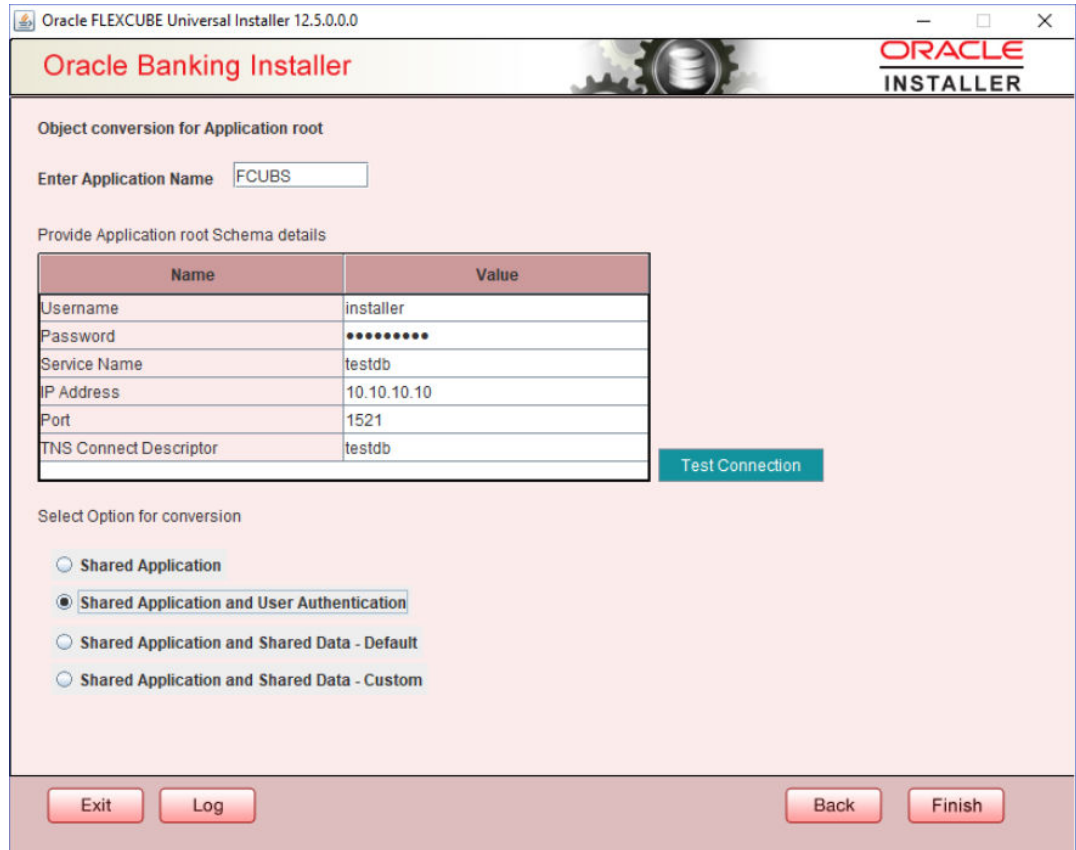 Oracle FLEXCUBE Universal Installer 12.5.0.0.0
Oracle Banking Installer
ORACLE
INSTALLER
Object conversion for Application root
Enter Application Name FCUBS
Provide Application root Schema details
Name Value
Username installer
Password •••••••••
Service Name testdb
IP Address 10.10.10.10
Port 1521
TNS Connect Descriptor testdb
Test Connection
Select Option for conversion
Shared Application
Shared Application and User Authentication
Shared Application and Shared Data - Default
Shared Application and Shared Data - Custom
Exit Log Back Finish